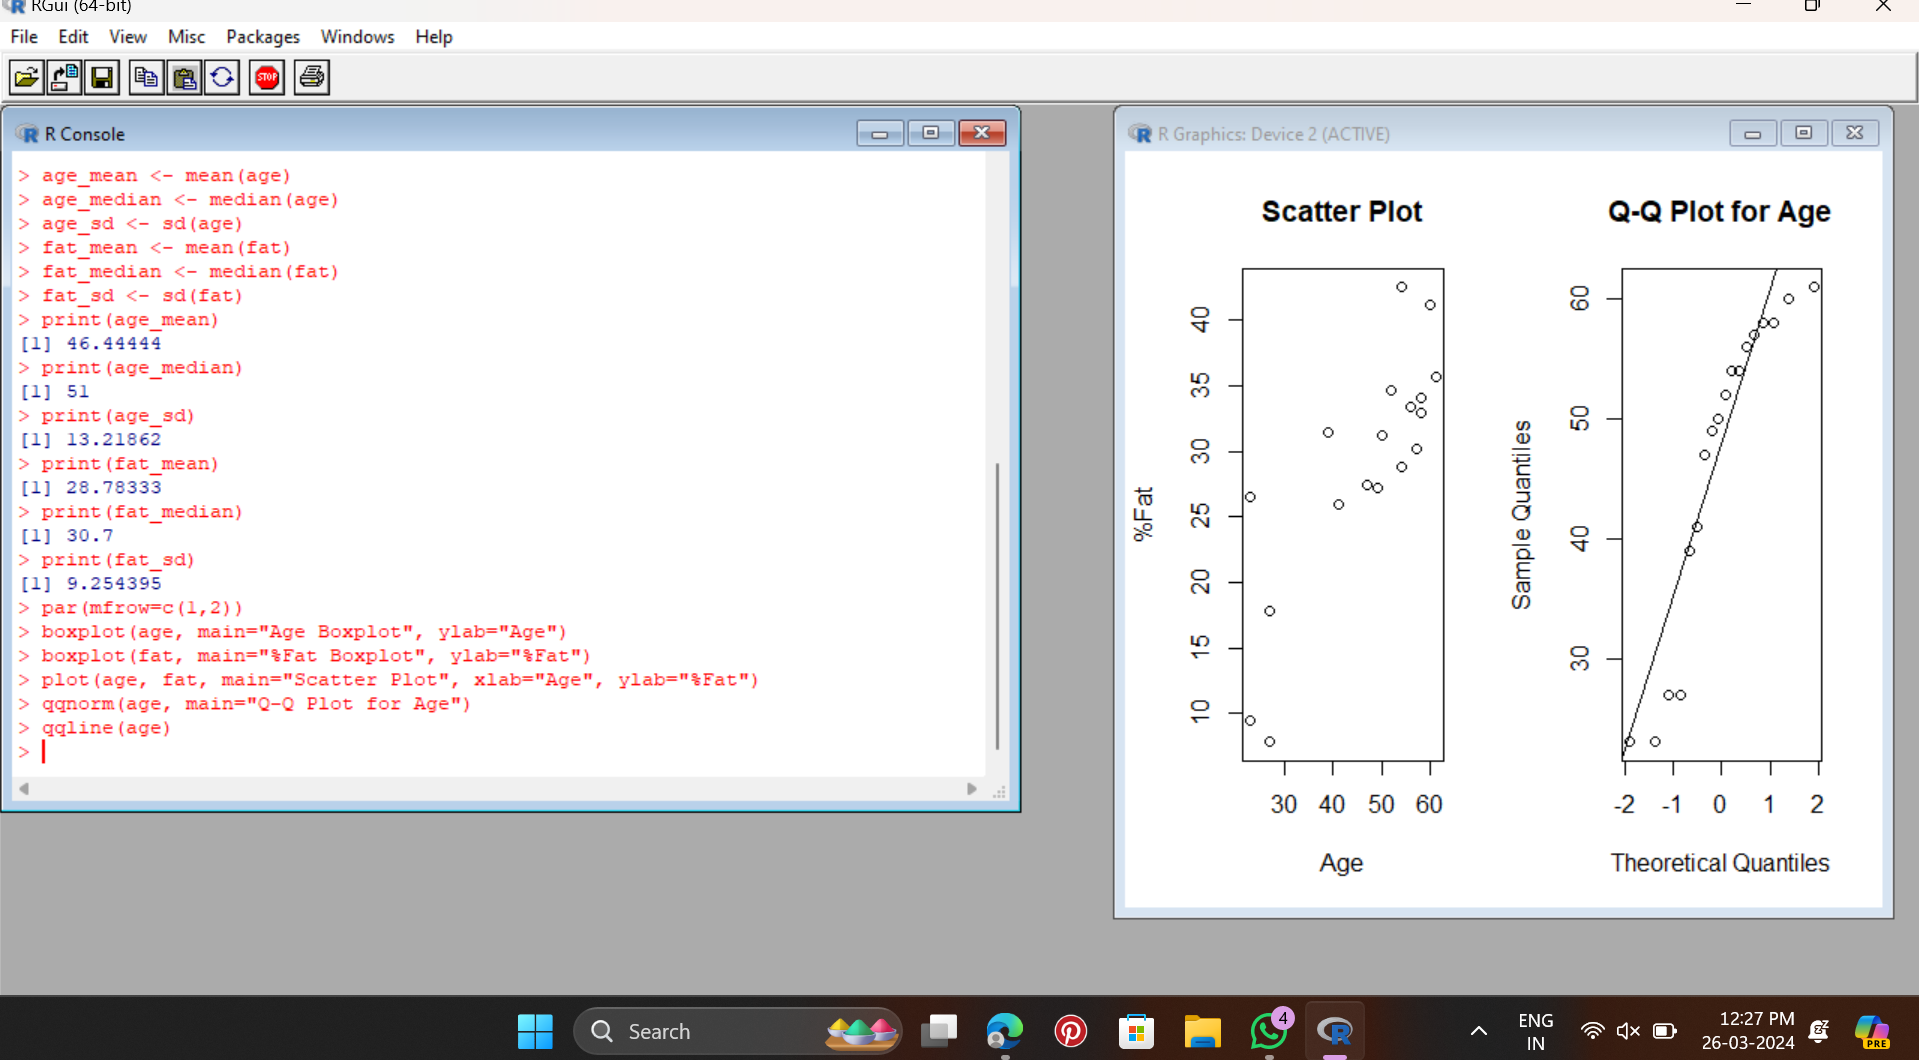 RGui (64-bit)
File Edit View Misc Packages Windows Help
STOP
R Console
> age_mean <- mean(age)
> age_median <- median(age)
> age_sd <- sd(age)
> fat_mean <- mean(fat)
> fat_median <- median(fat)
> fat_sd <- sd(fat)
> print(age_mean)
[1] 46.44444
> print(age_median)
[1] 51
> print(age_sd)
[1] 13.21862
> print(fat_mean)
[1] 28.78333
> print(fat_median)
[1] 30.7
> print(fat_sd)
[1] 9.254395
> par(mfrow=c(1,2))
> boxplot(age, main="Age Boxplot", ylab="Age")
> boxplot(fat, main="%Fat Boxplot", ylab="%Fat")
> plot(age, fat, main="Scatter Plot", xlab="Age", ylab="%Fat")
> qqnorm(age, main="Q-Q Plot for Age")
> qqline(age)
>
R Graphics: Device 2 (ACTIVE)
Scatter Plot
%Fat
40
35
30
25
20
15
10
30 40 50 60
Age
Q-Q Plot for Age
Sample Quantiles
60
50
40
30
-2 -1 0 1 2
Theoretical Quantiles
Search
4
ENG
IN
12:27 PM
26-03-2024
PRE